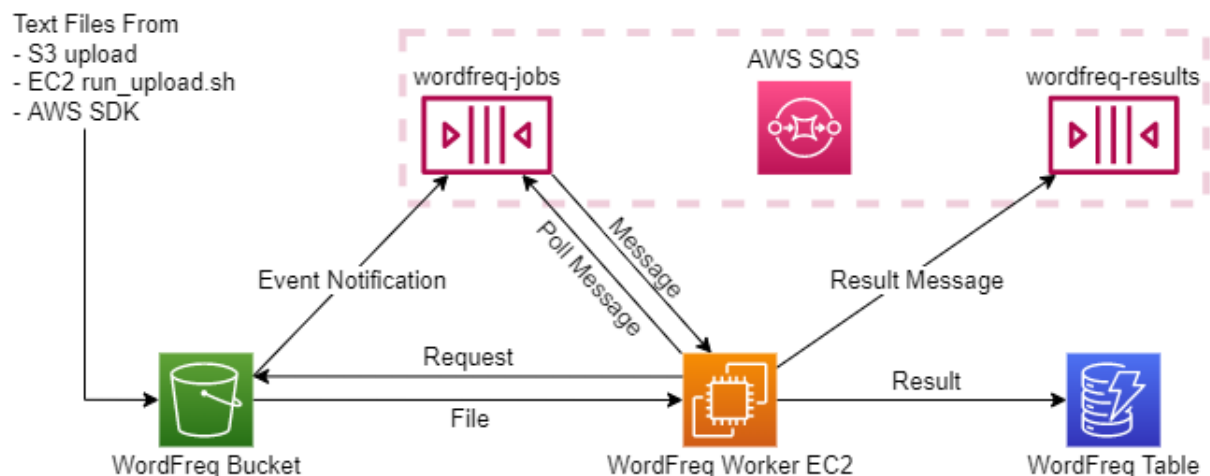 Text Files From
- S3 upload
- EC2 run_upload.sh
- AWS SDK
AWS SQS
wordfreq-jobs
wordfreq-results
Event Notification
Poll Message
Message
Result Message
Request
File
Result
WordFreq Bucket
WordFreq Worker EC2
WordFreq Table